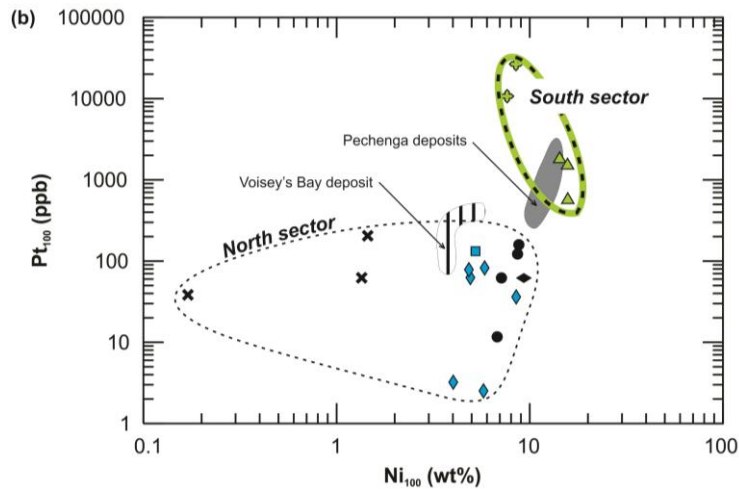 (b)
100000
10000
1000
100
10
1
Pt₁₀₀ (ppb)
South sector
Pechenga deposits
Voisey's Bay deposit
North sector
0.1
1
10
100
Ni₁₀₀ (wt%)